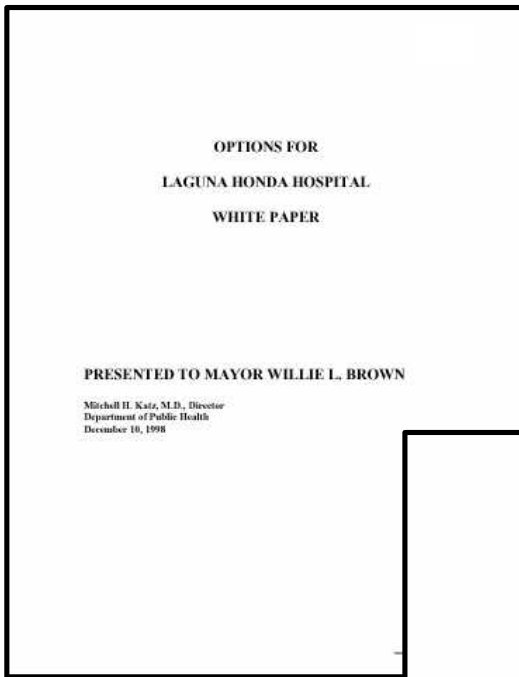 OPTIONS FOR
LAGUNA HONDA HOSPITAL
WHITE PAPER
PRESENTED TO MAYOR WILLIE L. BROWN
Mitchell H. Katz, M.D., Director
Department of Public Health
December 10, 1998